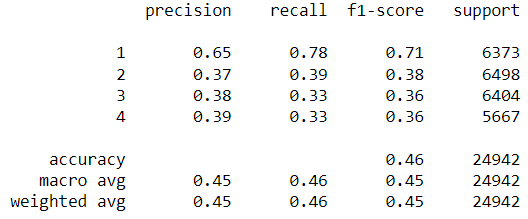 precision recall f1-score support
1 0.65 0.78 0.71 6373
2 0.37 0.39 0.38 6498
3 0.38 0.33 0.36 6404
4 0.39 0.33 0.36 5667
accuracy 0.46 24942
macro avg 0.45 0.46 0.45 24942
weighted avg 0.45 0.46 0.45 24942